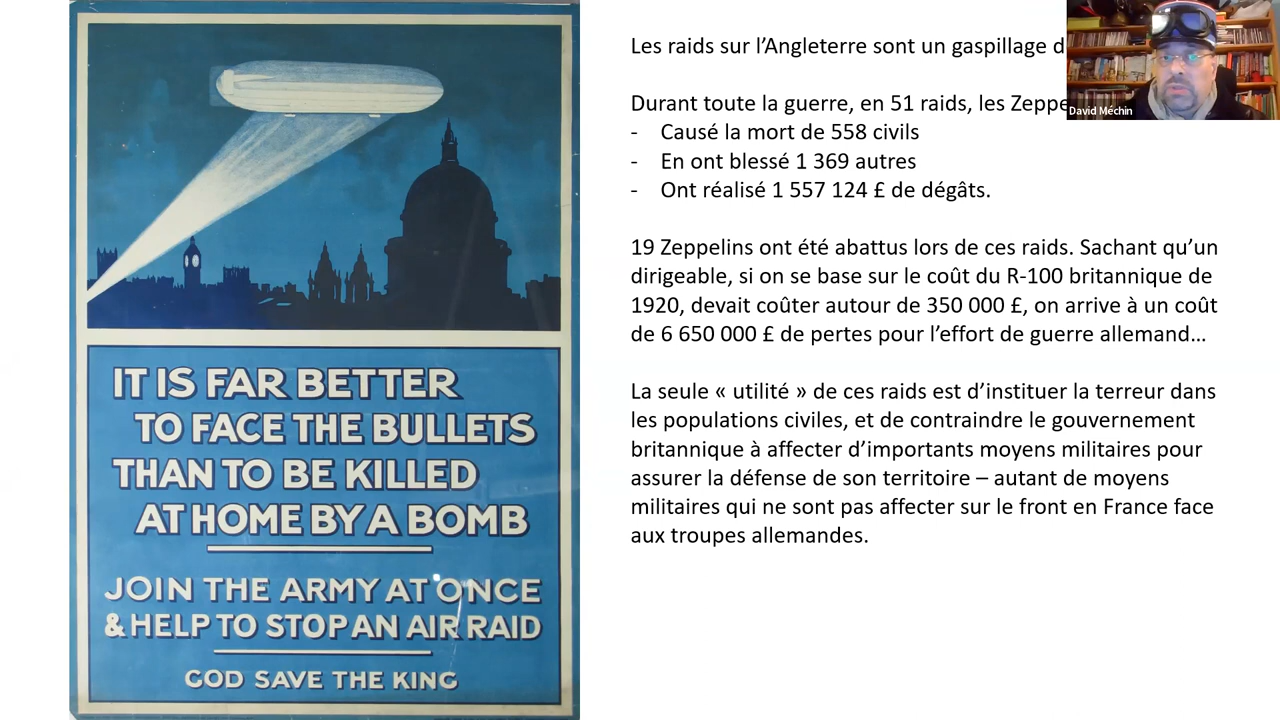 IT IS FAR BETTER
TO FACE THE BULLETS
THAN TO BE KILLED
AT HOME BY A BOMB
JOIN THE ARMY AT ONCE
& HELP TO STOP AN AIR RAID
GOD SAVE THE KING
Les raids sur l’Angleterre sont un gaspillage
Durant toute la guerre, en 51 raids, les
- Causé la mort de 558 civils
- En ont blessé 1 369 autres
- Ont réalisé 1 557 124 £ de dégâts.
19 Zeppelins ont été abattus lors de ces raids. Sachant qu’un
dirigeable, si on se base sur le coût du R-100 britannique de
1920, devait coûter autour de 350 000 £, on arrive à un coût
de 6 650 000 £ de pertes pour l’effort de guerre allemand…
La seule « utilité » de ces raids est d’instituer la terreur dans
les populations civiles, et de contraindre le gouvernement
britannique à affecter d’importants moyens militaires pour
assurer la défense de son territoire – autant de moyens
militaires qui ne sont pas affecter sur le front en France face
aux troupes allemandes.
David Méchin